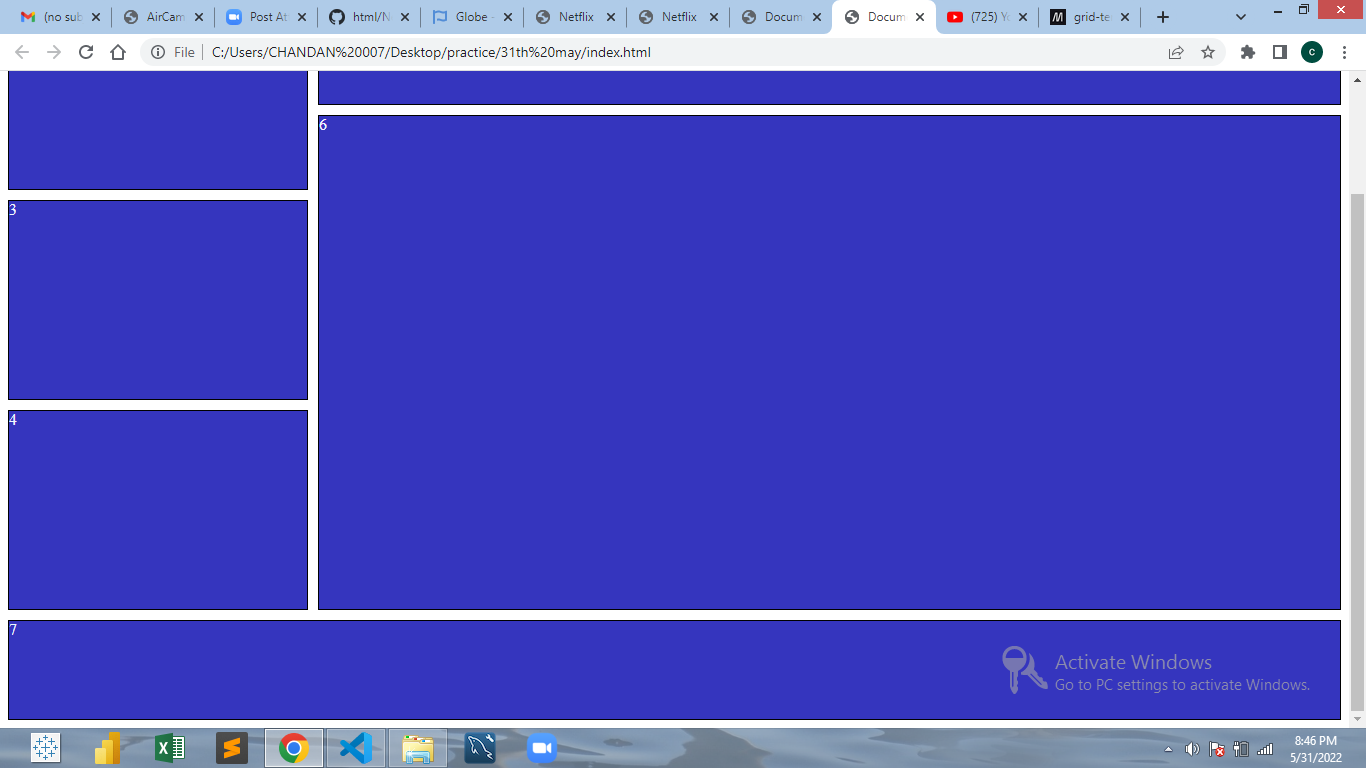 (no sub
AirCam
Post At
html/N
Globe -
Netflix
Netflix
Docum
Docum
(725) Yo
grid-te
File
C:/Users/CHANDAN%20007/Desktop/practice/31th%20may/index.html
c
6
3
4
7
Activate Windows
Go to PC settings to activate Windows.
8:46 PM
5/31/2022